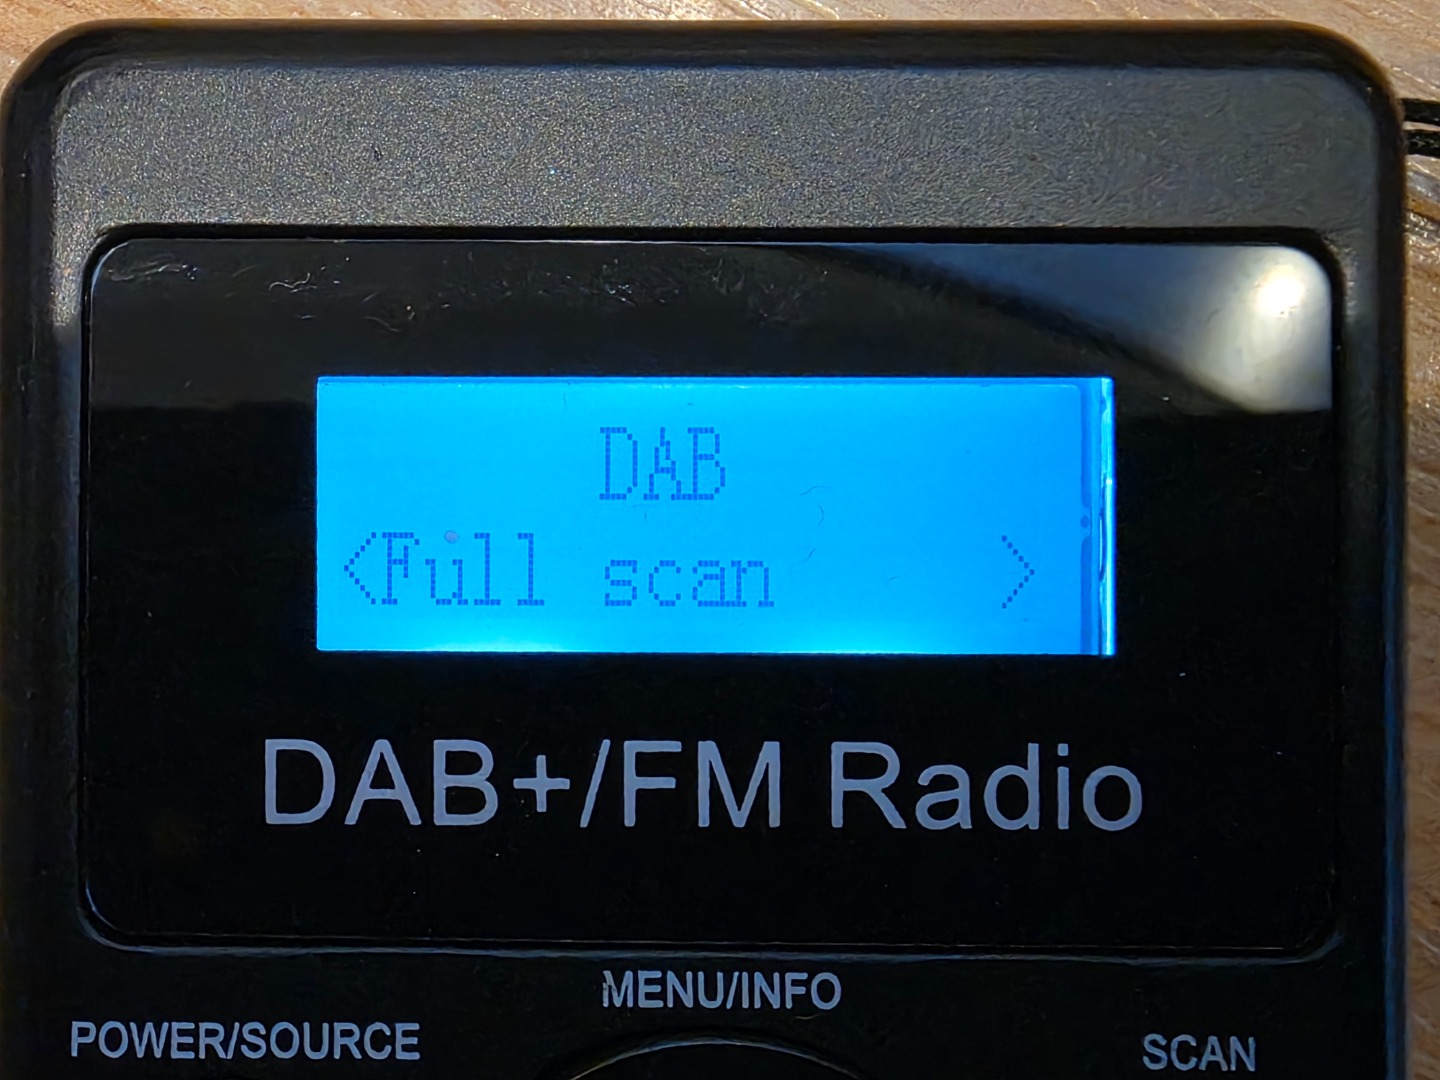 DAB
<Full scan >
DAB+/FM Radio
MENU/INFO
POWER/SOURCE
SCAN